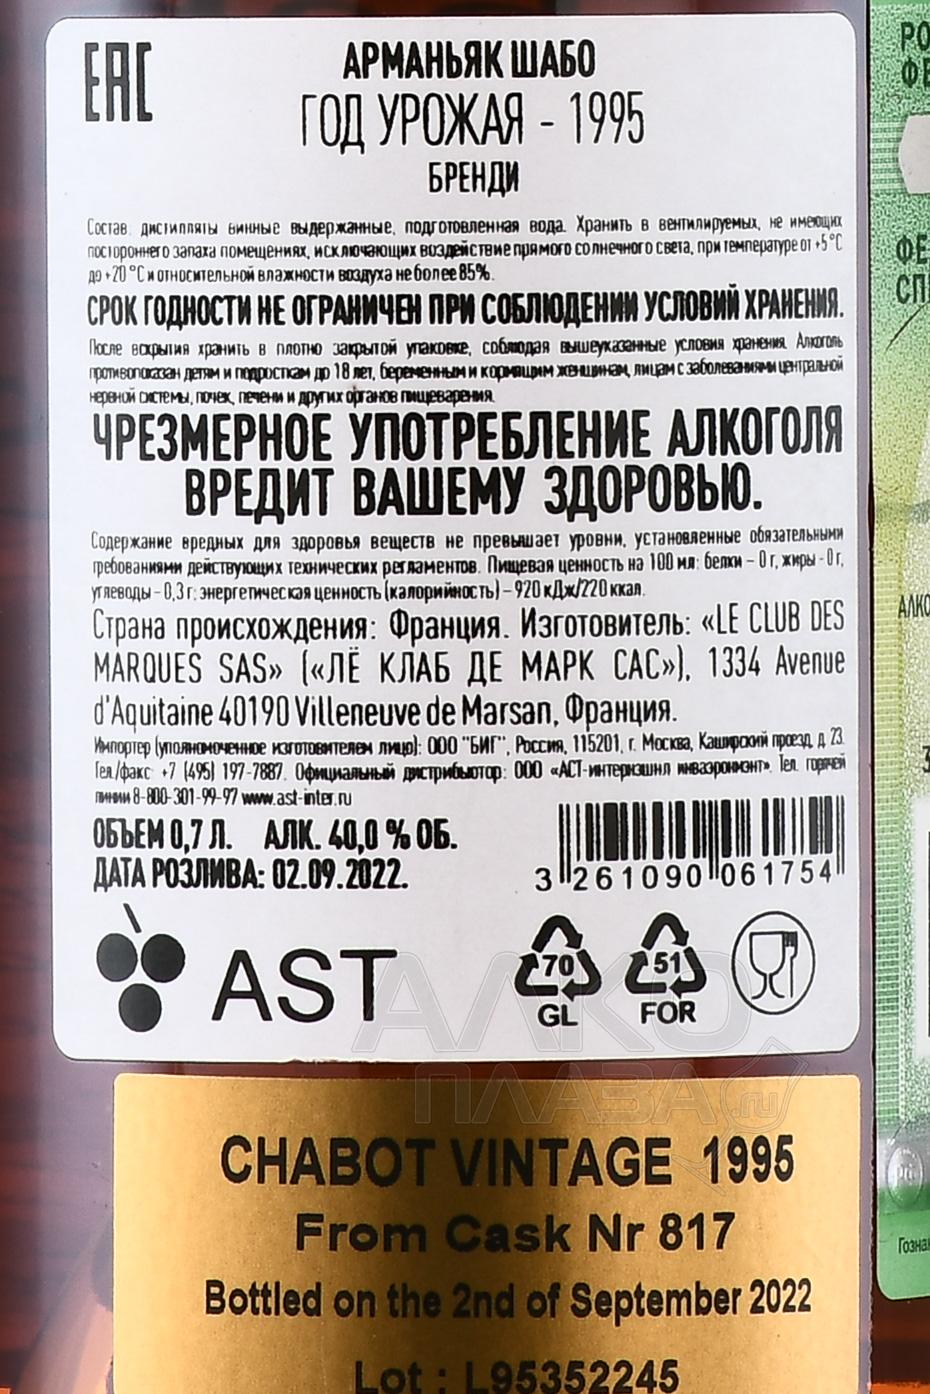 EAC
АРМАНЬЯК ШАБО
ГОД УРОЖАЯ - 1995
БРЕНДИ
Состав: дистилляты винные выдержанные, подготовленная вода. Хранить в вентилируемых, не имеющих
постороннего запаха помещениях, исключающих воздействие прямого солнечного света, при температуре от +5°С
до +20 °С и относительной влажности воздуха не более 85%.
СРОК ГОДНОСТИ НЕ ОГРАНИЧЕН ПРИ СОБЛЮДЕНИИ УСЛОВИЙ ХРАНЕНИЯ.
После вскрытия хранить в плотно закрытой упаковке, соблюдая вышеуказанные условия хранения. Алкоголь
противопоказан детям и подросткам до 18 лет, беременным и кормящим женщинам, лицам с заболеваниями центральной
нервной системы, почек, печени и других органов пищеварения.
ЧРЕЗМЕРНОЕ УПОТРЕБЛЕНИЕ АЛКОГОЛЯ
ВРЕДИТ ВАШЕМУ ЗДОРОВЬЮ.
Содержание вредных для здоровья веществ не превышает уровни, установленные обязательными
требованиями действующих технических регламентов. Пищевая ценность на 100 мл: белки – 0 г, жиры - 0 г,
углеводы - 0,3 г; энергетическая ценность (калорийность) – 920 кДж/220 ккал.
Страна происхождения: Франция. Изготовитель: «LE CLUB DES
MARQUES SAS» («ЛЁ КЛАБ ДЕ МАРК САС»), 1334 Avenue
d'Aquitaine 40190 Villeneuve de Marsan, Франция.
Импортер (уполномоченное изготовителем лицо): ООО "БИГ", Россия, 115201, г. Москва, Каширский проезд, д. 23.
Тел./факс: +7 (495) 197-7887. Официальный дистрибьютор: ООО «АСТ-интернэшнл инваэронмэнт». Тел. горячей
линии 8-800-301-99-97 www.ast-inter.ru
ОБЪЕМ 0,7 Л. АЛК. 40,0 % ОБ.
ДАТА РОЗЛИВА: 02.09.2022.
3 261090 061754
AST
70
GL
51
FOR
АЛКО
ПЛАЗА.ru
CHABOT VINTAGE 1995
From Cask Nr 817
Bottled on the 2nd of September 2022
Lot : L95352245